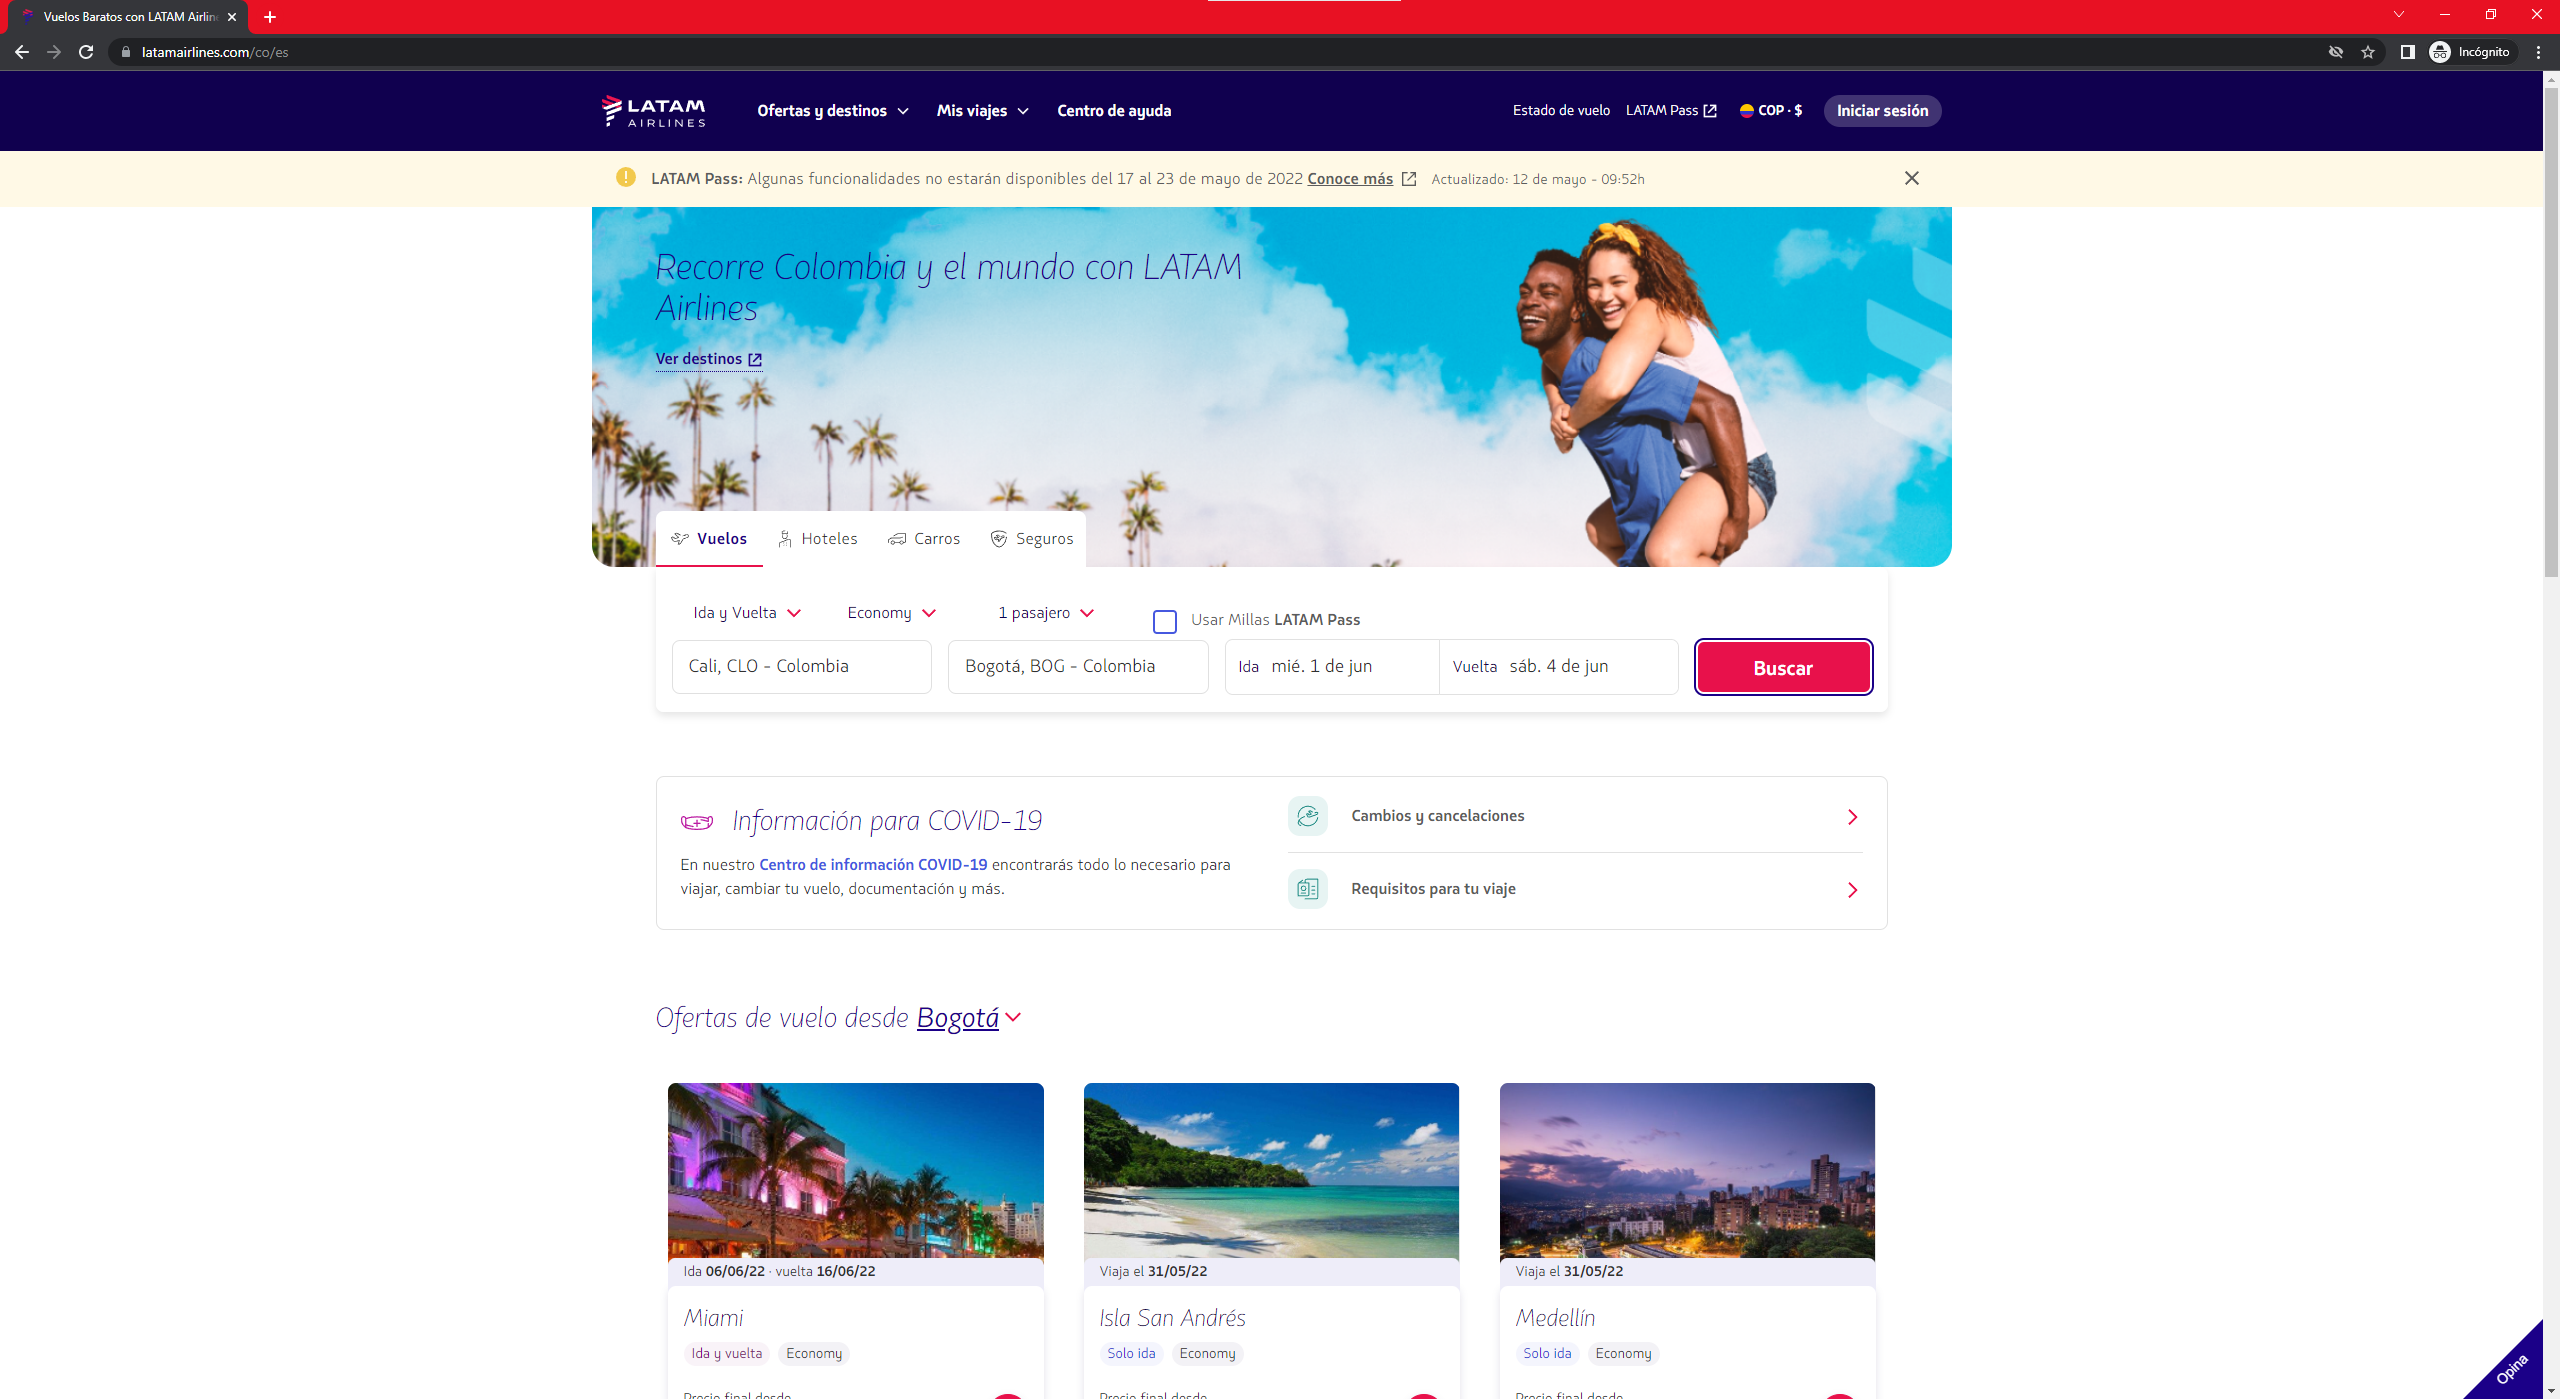 Vuelos Baratos con LATAM Airlin
latamairlines.com/co/es
Incógnito
LATAM AIRLINES
Ofertas y destinos
Mis viajes
Centro de ayuda
Estado de vuelo
LATAM Pass
COP · $
Iniciar sesión
LATAM Pass: Algunas funcionalidades no estarán disponibles del 17 al 23 de mayo de 2022 Conoce más Actualizado: 12 de mayo - 09:52h
Recorre Colombia y el mundo con LATAM
Airlines
Ver destinos
Vuelos
Hoteles
Carros
Seguros
Ida y Vuelta
Economy
1 pasajero
Usar Millas LATAM Pass
Cali, CLO - Colombia
Bogotá, BOG - Colombia
Ida mié. 1 de jun
Vuelta sáb. 4 de jun
Buscar
Información para COVID-19
En nuestro Centro de información COVID-19 encontrarás todo lo necesario para
viajar, cambiar tu vuelo, documentación y más.
Cambios y cancelaciones
Requisitos para tu viaje
Ofertas de vuelo desde Bogotá
Ida 06/06/22 · vuelta 16/06/22
Miami
Ida y vuelta
Economy
Precio final desde
Viaja el 31/05/22
Isla San Andrés
Solo ida
Economy
Precio final desde
Viaja el 31/05/22
Medellín
Solo ida
Economy
Precio final desde
Opina